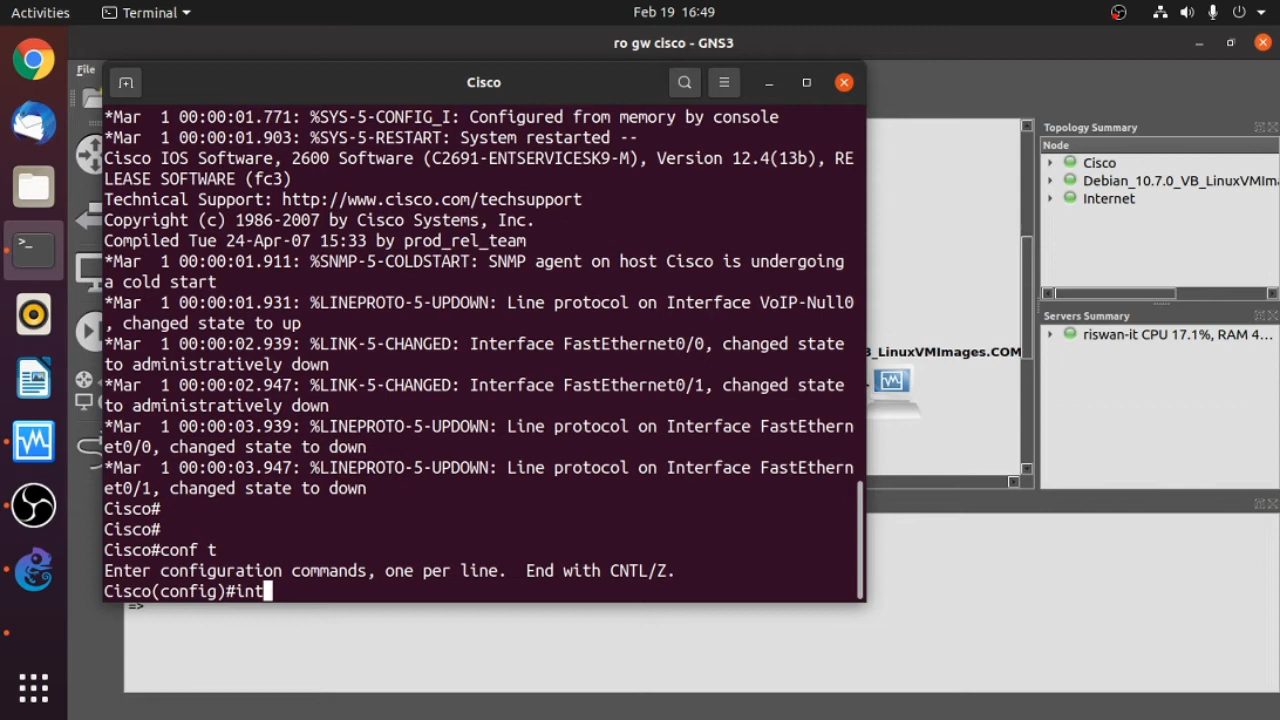 Activities
Terminal
Feb 19 16:49
ro gw cisco - GNS3
File
Cisco
*Mar  1 00:00:01.771: %SYS-5-CONFIG_I: Configured from memory by console
*Mar  1 00:00:01.903: %SYS-5-RESTART: System restarted --
Cisco IOS Software, 2600 Software (C2691-ENTSERVICESK9-M), Version 12.4(13b), RE
LEASE SOFTWARE (fc3)
Technical Support: http://www.cisco.com/techsupport
Copyright (c) 1986-2007 by Cisco Systems, Inc.
Compiled Tue 24-Apr-07 15:33 by prod_rel_team
*Mar  1 00:00:01.911: %SNMP-5-COLDSTART: SNMP agent on host Cisco is undergoing
a cold start
*Mar  1 00:00:01.931: %LINEPROTO-5-UPDOWN: Line protocol on Interface VoIP-Null0
, changed state to up
*Mar  1 00:00:02.939: %LINK-5-CHANGED: Interface FastEthernet0/0, changed state
to administratively down
*Mar  1 00:00:02.947: %LINK-5-CHANGED: Interface FastEthernet0/1, changed state
to administratively down
*Mar  1 00:00:03.939: %LINEPROTO-5-UPDOWN: Line protocol on Interface FastEthern
et0/0, changed state to down
*Mar  1 00:00:03.947: %LINEPROTO-5-UPDOWN: Line protocol on Interface FastEthern
et0/1, changed state to down
Cisco#
Cisco#
Cisco#conf t
Enter configuration commands, one per line.  End with CNTL/Z.
Cisco(config)#int
=>
B_LinuxVMImages.COM
Topology Summary
Node
Cisco
Debian_10.7.0_VB_LinuxVMIma
Internet
Servers Summary
riswan-it CPU 17.1%, RAM 4...